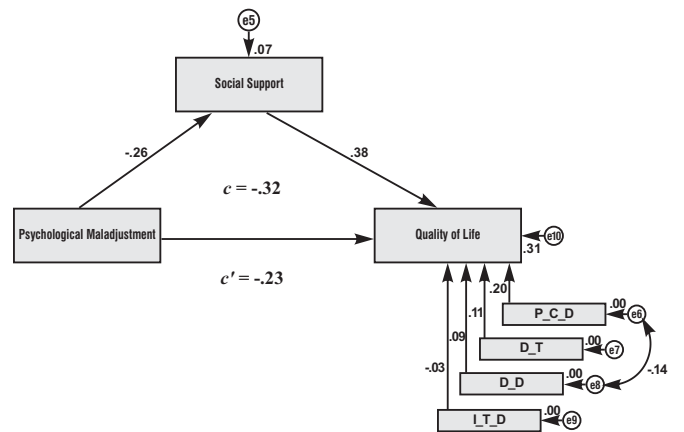 e5
.07
Social Support
-.26
.38
c = -.32
Psychological Maladjustment
Quality of Life
e10
.31
c' = -.23
.20
.00
P_C_D
e6
.11
.00
D_T
e7
.09
-.14
-.03
.00
D_D
e8
.00
I_T_D
e9